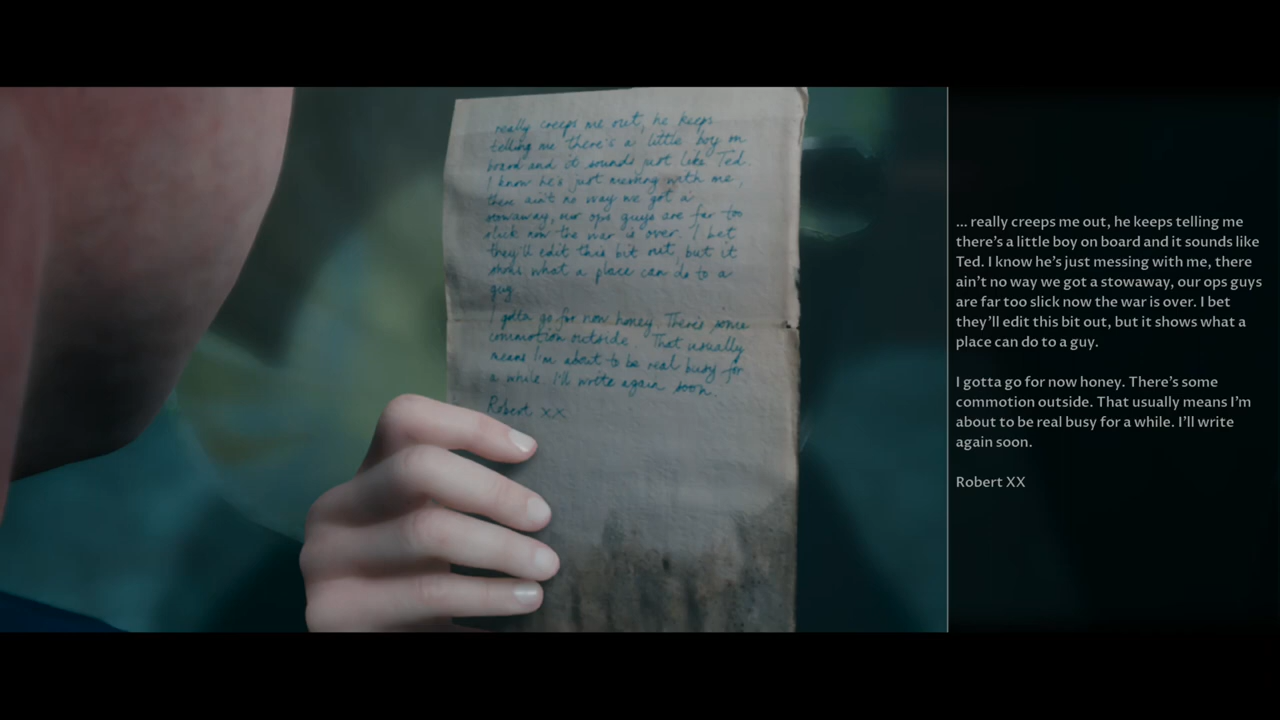 really creeps me out, he keeps
telling me there's a little boy on
board and it sounds just like Ted.
I know he's just messing with me,
there ain't no way we got a
stowaway, our ops guys are far too
slick now the war is over. I bet
they'll edit this bit out, but it
shows what a place can do to a
guy.
I gotta go for now honey. There's some
commotion outside. That usually
means I'm about to be real busy for
a while. I'll write again soon.
Robert XX
... really creeps me out, he keeps telling me
there's a little boy on board and it sounds like
Ted. I know he's just messing with me, there
ain't no way we got a stowaway, our ops guys
are far too slick now the war is over. I bet
they'll edit this bit out, but it shows what a
place can do to a guy.
I gotta go for now honey. There's some
commotion outside. That usually means I'm
about to be real busy for a while. I'll write
again soon.
Robert XX